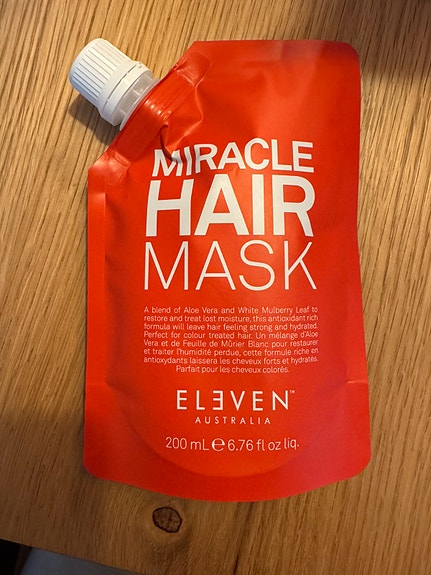 MIRACLE
HAIR
MASK
A blend of Aloe Vera and White Mulberry Leaf to
restore and treat lost moisture, this antioxidant rich
formula will leave hair feeling strong and hydrated.
Perfect for colour treated hair. Un mélange d'Aloe
Vera et de Feuille de Mûrier Blanc pour restaurer
et traiter l'humidité perdue, cette formule riche en
antioxydants laissera les cheveux forts et hydratés.
Parfait pour les cheveux colorés.
ELEVEN™
AUSTRALIA
200 mL ℮ 6.76 fl oz liq.